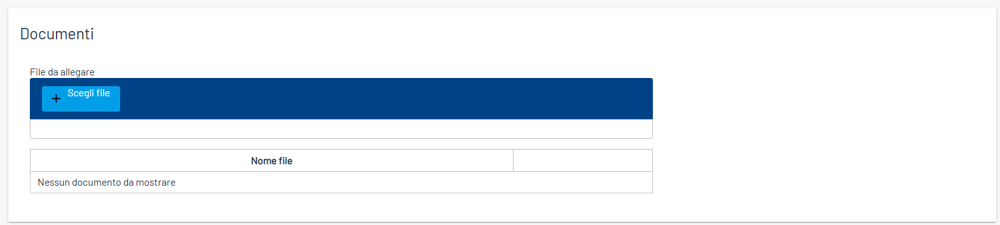 Documenti
File da allegare
+ Scegli file
Nome file
Nessun documento da mostrare